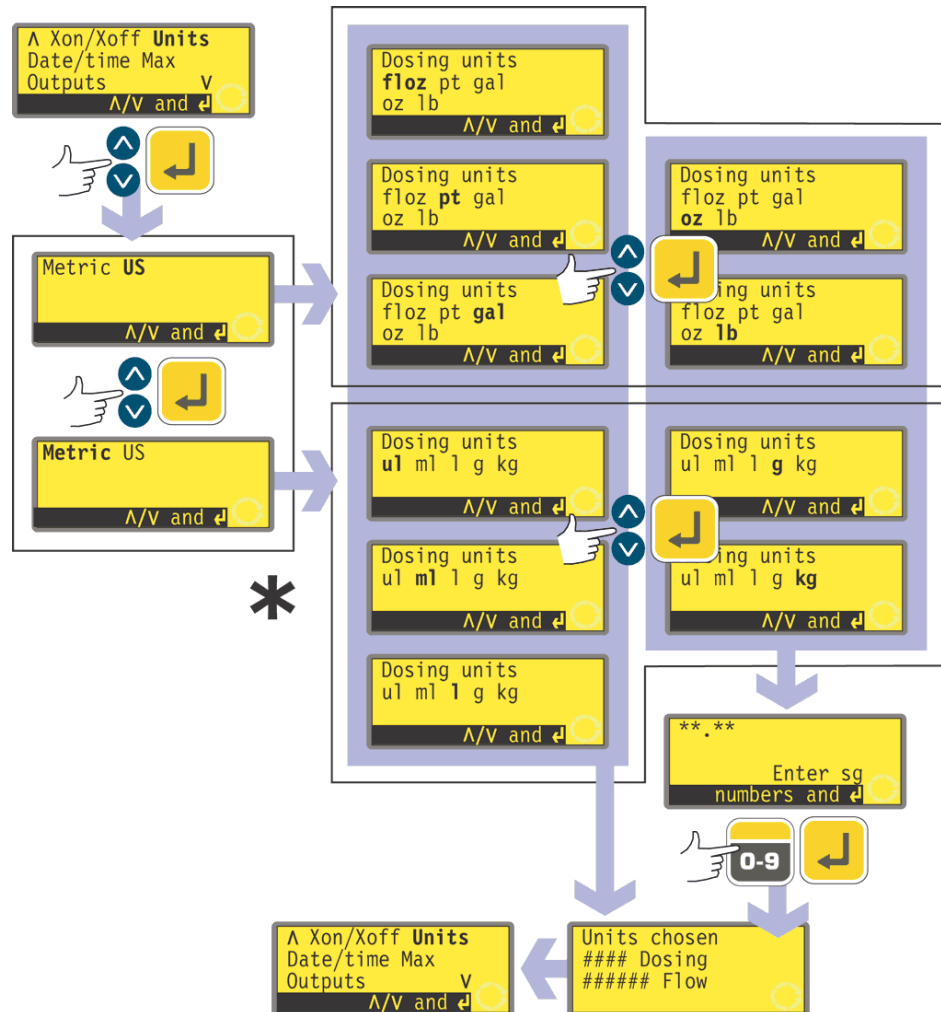 Λ Xon/Xoff Units
Date/time Max
Outputs V
Λ/V and ↲
Metric US
Λ/V and ↲
Metric US
Λ/V and ↲
*
Dosing units
floz pt gal
oz lb
Λ/V and ↲
Dosing units
floz pt gal
oz lb
Λ/V and ↲
Dosing units
floz pt gal
oz lb
Λ/V and ↲
Dosing units
floz pt gal
oz lb
Λ/V and ↲
ing units
floz pt gal
oz lb
Λ/V and ↲
Dosing units
ul ml l g kg
Λ/V and ↲
Dosing units
ul ml l g kg
Λ/V and ↲
Dosing units
ul ml l g kg
Λ/V and ↲
Dosing units
ul ml l g kg
Λ/V and ↲
ing units
ul ml l g kg
Λ/V and ↲
**.**
Enter sg
numbers and ↲
0-9
Units chosen
#### Dosing
###### Flow
Λ Xon/Xoff Units
Date/time Max
Outputs V
Λ/V and ↲